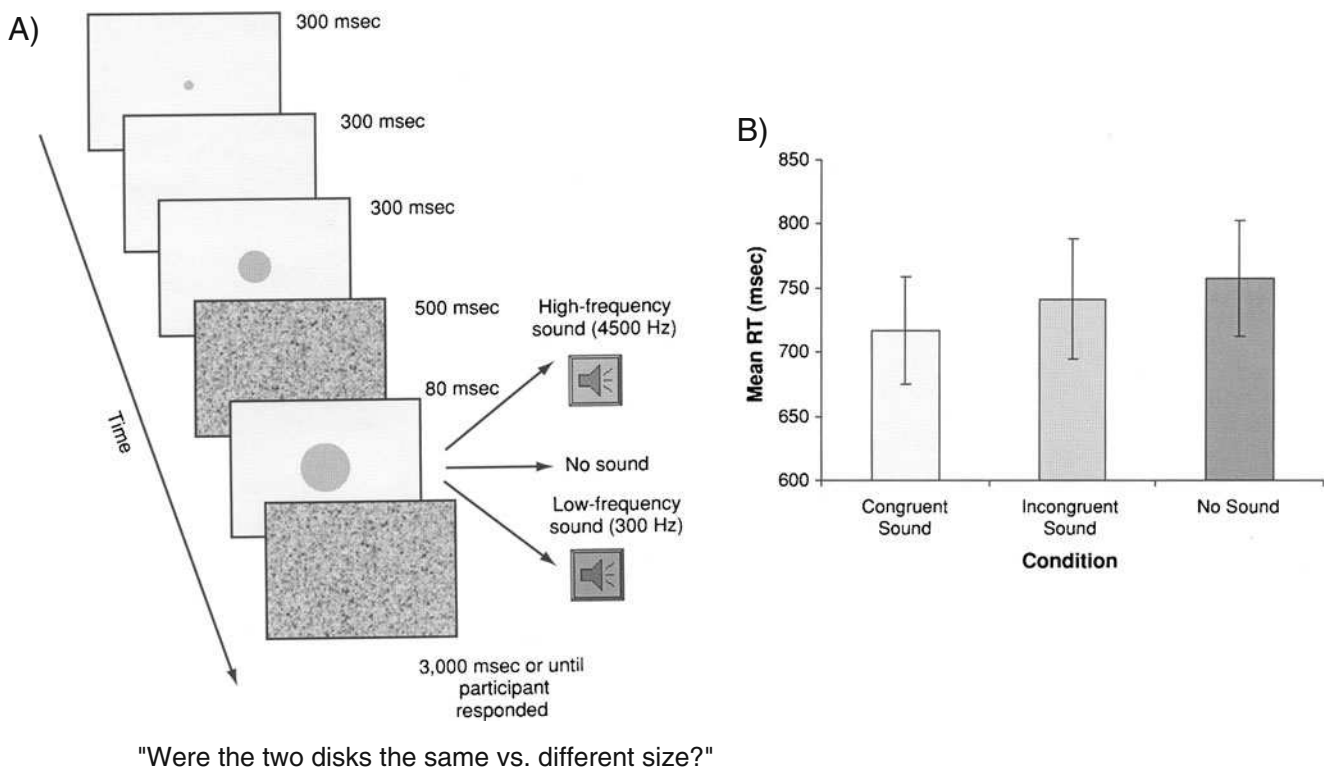 A)
300 msec
300 msec
300 msec
500 msec
80 msec
High-frequency
sound (4500 Hz)
No sound
Low-frequency
sound (300 Hz)
Time
3,000 msec or until
participant
responded
"Were the two disks the same vs. different size?"
B)
850
800
750
700
650
600
Mean RT (msec)
Congruent
Sound
Incongruent
Sound
No Sound
Condition